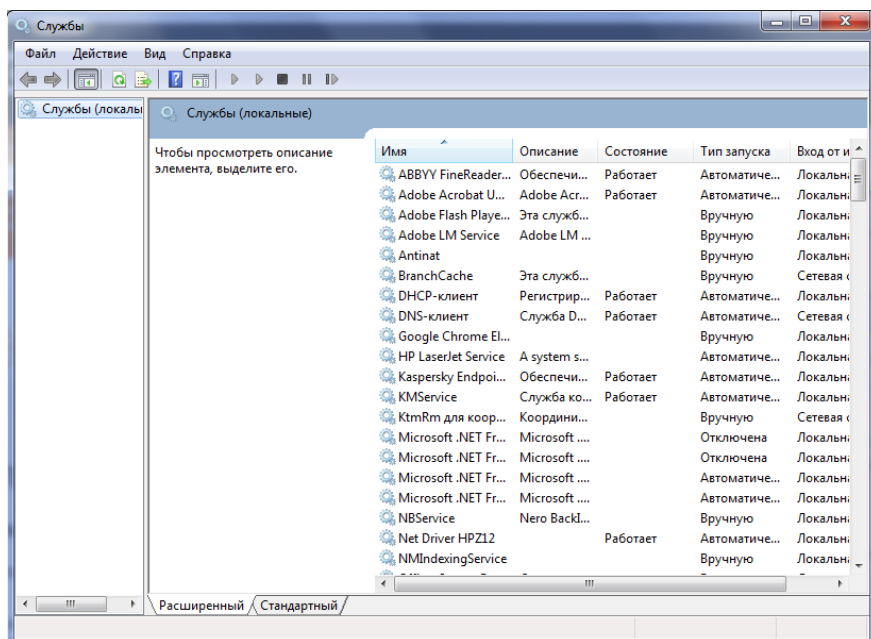 Службы
Файл Действие Вид Справка
Службы (локалы
Службы (локальные)
Чтобы просмотреть описание
элемента, выделите его.
Имя Описание Состояние Тип запуска Вход от и
ABBYY FineReader... Обеспечи... Работает Автоматиче... Локальн
Adobe Acrobat U... Adobe Acr... Работает Автоматиче... Локальн
Adobe Flash Playe... Эта служб... Вручную Локальн
Adobe LM Service Adobe LM ... Вручную Локальн
Antinat Вручную Локальн
BranchCache Эта служб... Вручную Сетевая с
DHCP-клиент Регистрир... Работает Автоматиче... Локальн
DNS-клиент Служба D... Работает Автоматиче... Сетевая с
Google Chrome El... Вручную Локальн
HP LaserJet Service A system s... Автоматиче... Локальн
Kaspersky Endpoi... Обеспечи... Работает Автоматиче... Локальн
KMService Служба ко... Работает Автоматиче... Локальн
KtmRm для коор... Координи... Вручную Сетевая с
Microsoft .NET Fr... Microsoft .... Отключена Локальн
Microsoft .NET Fr... Microsoft .... Отключена Локальн
Microsoft .NET Fr... Microsoft .... Автоматиче... Локальн
Microsoft .NET Fr... Microsoft .... Автоматиче... Локальн
NBService Nero BackI... Вручную Локальн
Net Driver HPZ12 Работает Автоматиче... Локальн
NMIndexingService Вручную Локальн
Расширенный Стандартный